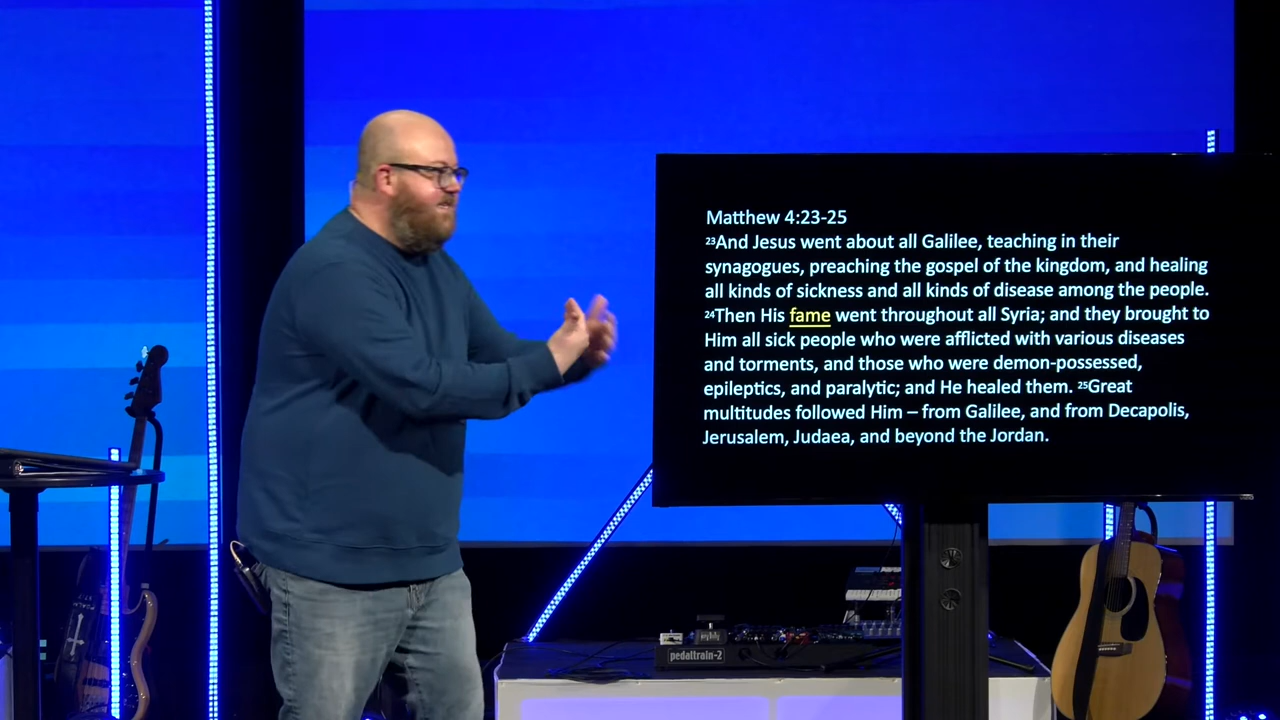 Matthew 4:23-25
²³And Jesus went about all Galilee, teaching in their
synagogues, preaching the gospel of the kingdom, and healing
all kinds of sickness and all kinds of disease among the people.
²⁴Then His fame went throughout all Syria; and they brought to
Him all sick people who were afflicted with various diseases
and torments, and those who were demon-possessed,
epileptics, and paralytic; and He healed them. ²⁵Great
multitudes followed Him – from Galilee, and from Decapolis,
Jerusalem, Judaea, and beyond the Jordan.
pedaltrain-2